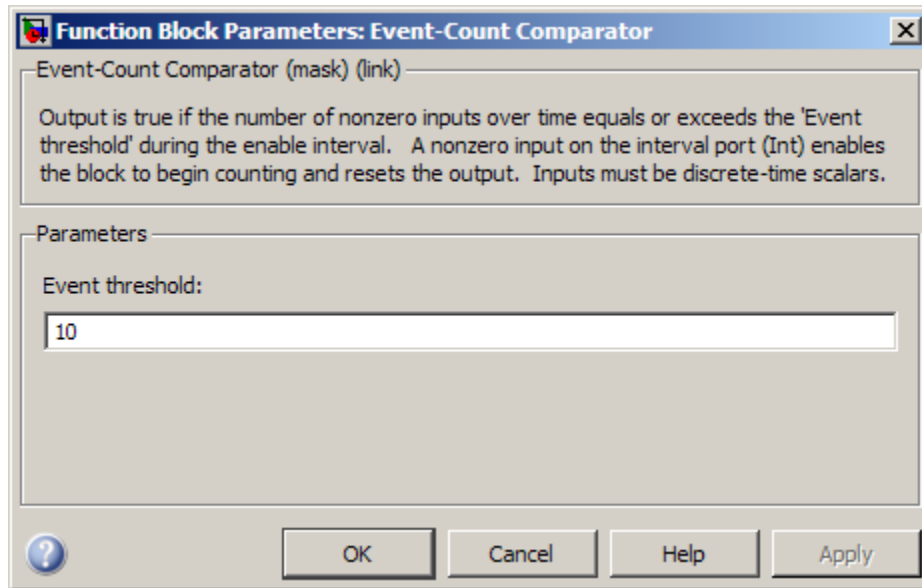 Function Block Parameters: Event-Count Comparator
Event-Count Comparator (mask) (link)
Output is true if the number of nonzero inputs over time equals or exceeds the 'Event
threshold' during the enable interval.   A nonzero input on the interval port (Int) enables
the block to begin counting and resets the output.  Inputs must be discrete-time scalars.
Parameters
Event threshold:
10
OK Cancel Help Apply